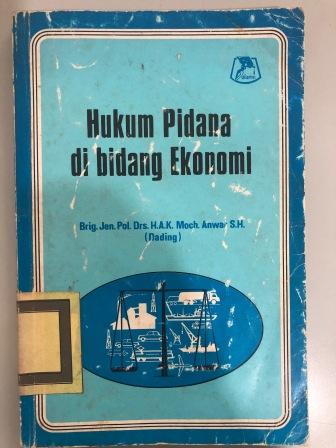 Hukum Pidana
di bidang Ekonomi
Brig. Jen. Pol. Drs. H.A.K. Moch. Anwar S.H.
(Dading)